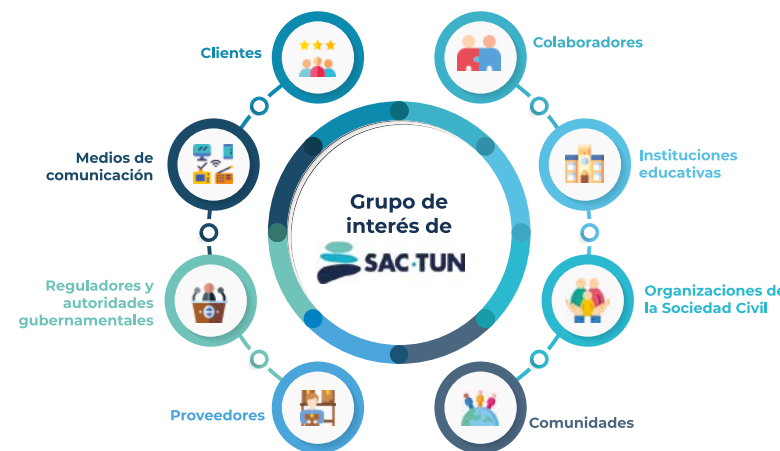 Clientes
Colaboradores
Medios de
comunicación
Instituciones
educativas
Grupo de
interés de
SAC·TUN
Reguladores y
autoridades
gubernamentales
Organizaciones de
la Sociedad Civil
Proveedores
Comunidades